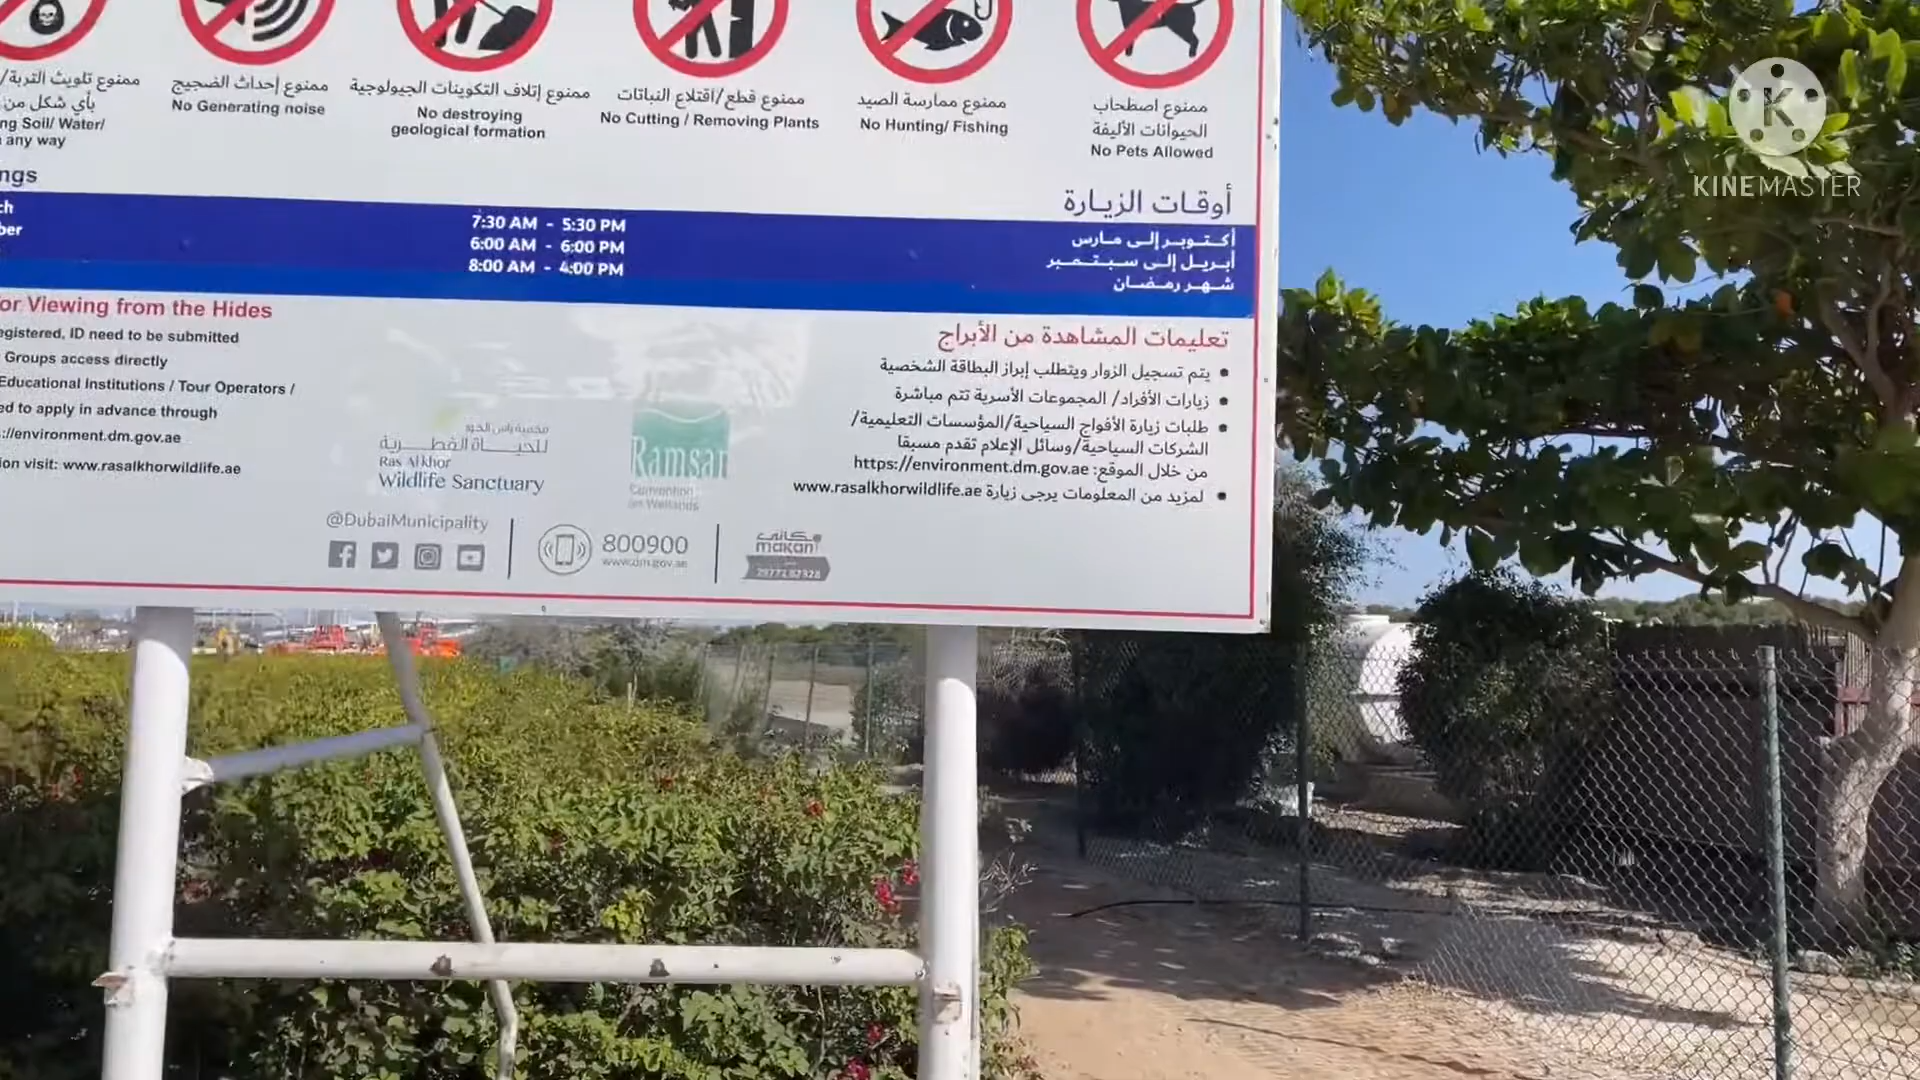 ممنوع تلويث التربة/
بأي شكل من
ng Soil/ Water/
any way
ممنوع إحداث الضجيج
No Generating noise
ممنوع إتلاف التكوينات الجيولوجية
No destroying
geological formation
ممنوع قطع/اقتلاع النباتات
No Cutting / Removing Plants
ممنوع ممارسة الصيد
No Hunting/ Fishing
ممنوع اصطحاب
الحيوانات الأليفة
No Pets Allowed
ngs
أوقات الزيارة
ch
7:30 AM - 5:30 PM
أكتوبر إلى مارس
ber
6:00 AM - 6:00 PM
أبريل إلى سبتمبر
8:00 AM - 4:00 PM
شهر رمضان
or Viewing from the Hides
egistered, ID need to be submitted
Groups access directly
Educational Institutions / Tour Operators /
ed to apply in advance through
://environment.dm.gov.ae
ion visit: www.rasalkhorwildlife.ae
تعليمات المشاهدة من الأبراج
• يتم تسجيل الزوار ويتطلب إبراز البطاقة الشخصية
• زيارات الأفراد/ المجموعات الأسرية تتم مباشرة
• طلبات زيارة الأفواج السياحية/المؤسسات التعليمية/
الشركات السياحية/وسائل الإعلام تقدم مسبقا
من خلال الموقع: https://environment.dm.gov.ae
• لمزيد من المعلومات يرجى زيارة www.rasalkhorwildlife.ae
محمية راس الخور
للحياة الفطرية
Ras Al Khor
Wildlife Sanctuary
Ramsar
Convention
on Wetlands
@DubaiMunicipality
800900
www.dm.gov.ae
مكاني
makani
KINEMASTER